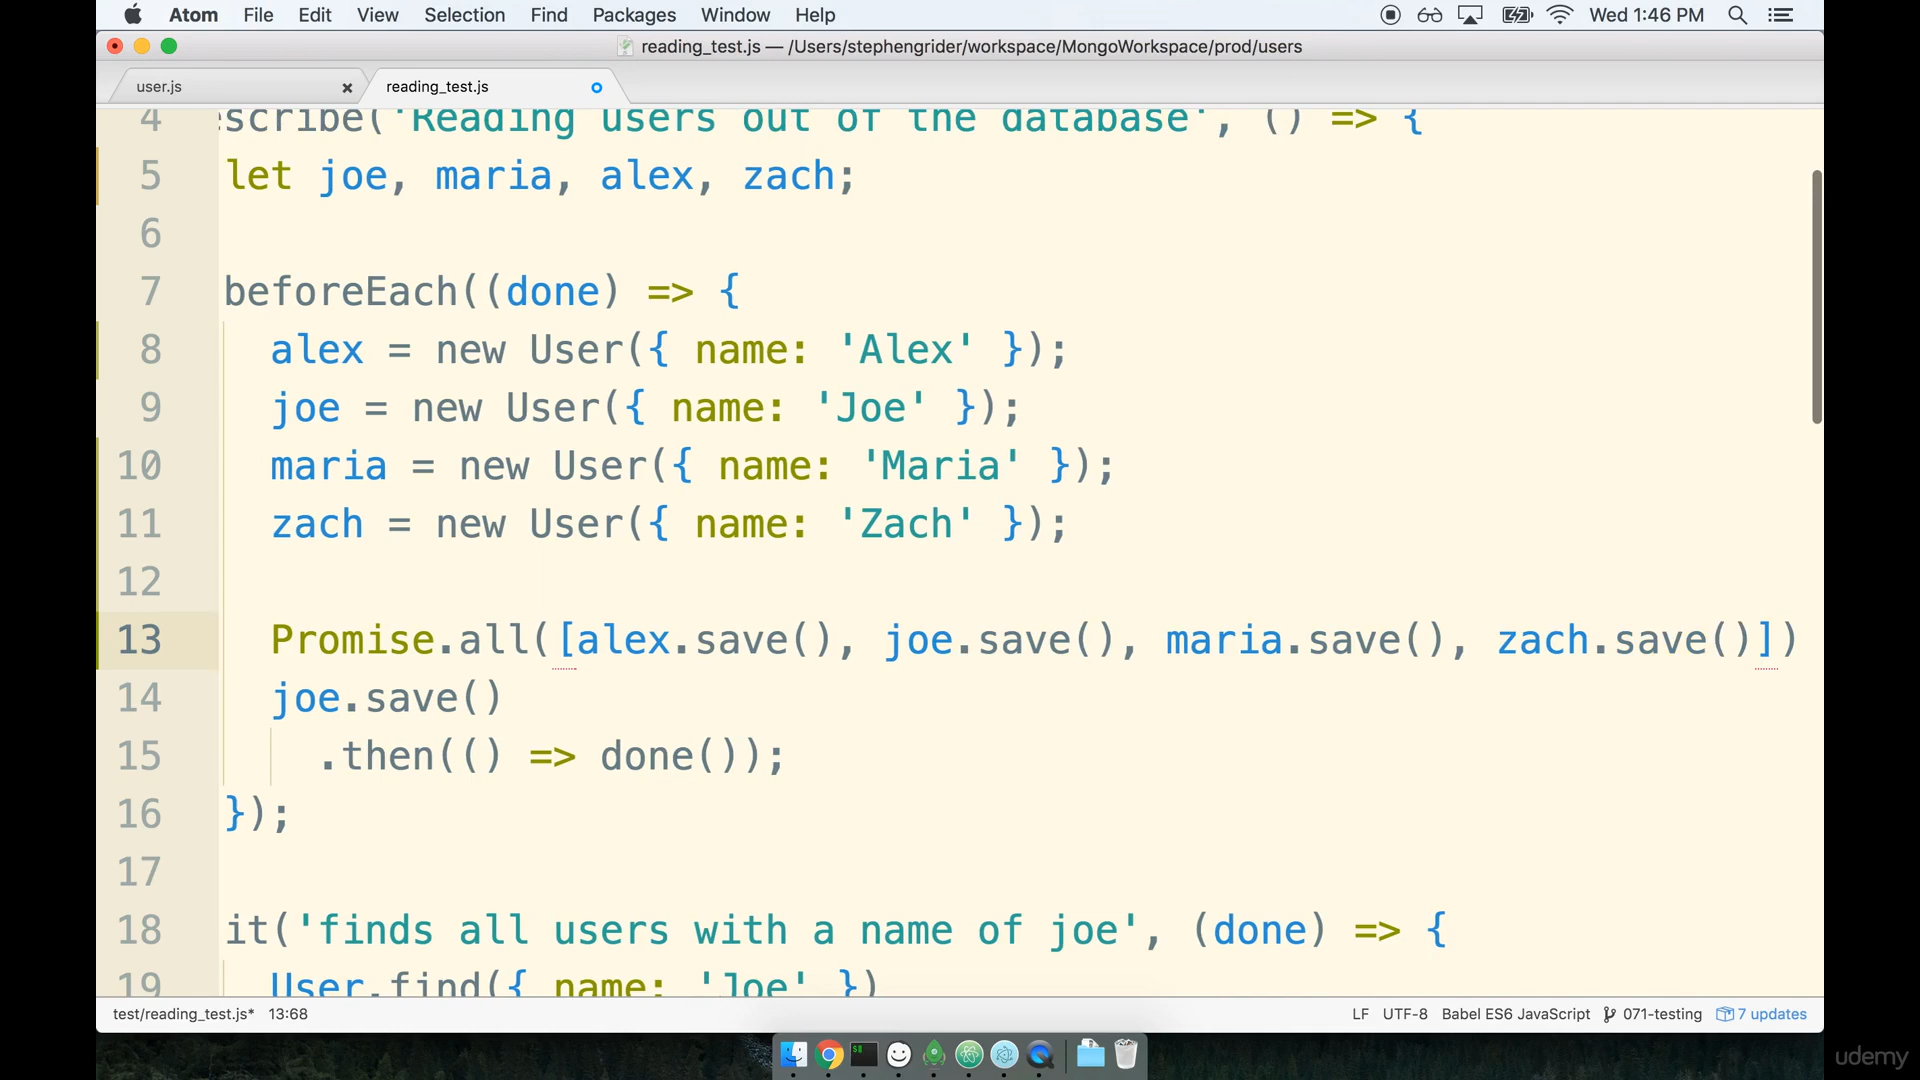 Atom File Edit View Selection Find Packages Window Help Wed 1:46 PM
reading_test.js — /Users/stephengrider/workspace/MongoWorkspace/prod/users
user.js reading_test.js
4 escribe('Reading users out of the database', () => {
5 let joe, maria, alex, zach;
6
7 beforeEach((done) => {
8 alex = new User({ name: 'Alex' });
9 joe = new User({ name: 'Joe' });
10 maria = new User({ name: 'Maria' });
11 zach = new User({ name: 'Zach' });
12
13 Promise.all([alex.save(), joe.save(), maria.save(), zach.save()])
14 joe.save()
15 .then(() => done());
16 });
17
18 it('finds all users with a name of joe', (done) => {
19 User.find({ name: 'Joe' })
test/reading_test.js* 13:68 LF UTF-8 Babel ES6 JavaScript 071-testing 7 updates
udemy